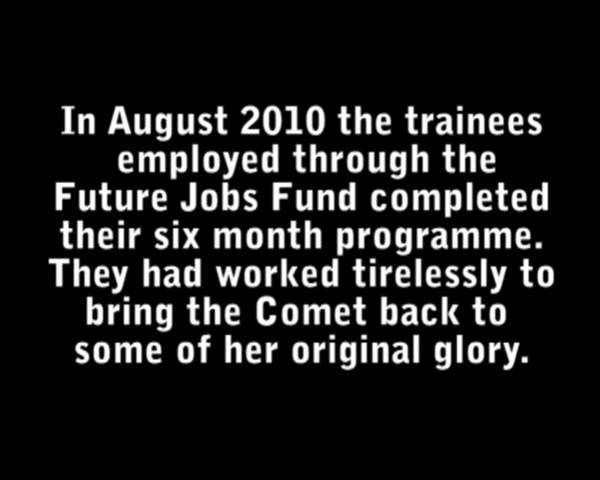 In August 2010 the trainees
employed through the
Future Jobs Fund completed
their six month programme.
They had worked tirelessly to
bring the Comet back to
some of her original glory.